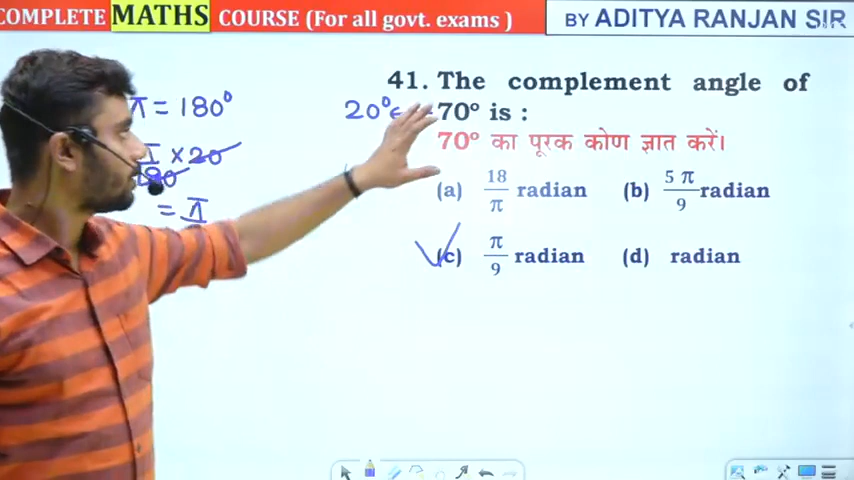 COMPLETE MATHS COURSE (For all govt. exams ) BY ADITYA RANJAN SIR
41. The complement angle of
20° 70° is :
70° का पूरक कोण ज्ञात करें।
(a) 18/π radian (b) 5 π/9 radian
(c) π/9 radian (d) radian
π = 180°
π/180 × 20
= π